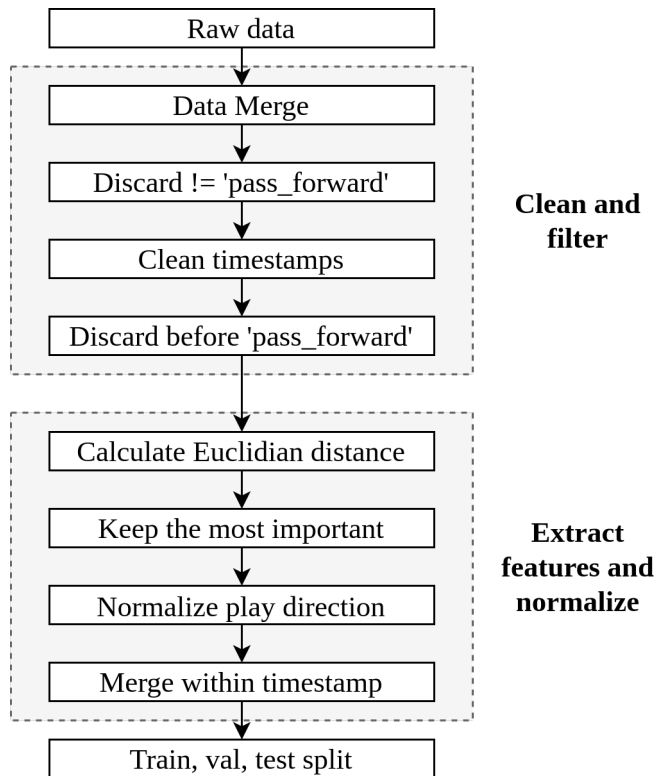 Raw data
Data Merge
Discard != 'pass_forward'
Clean timestamps
Discard before 'pass_forward'
Clean and
filter
Calculate Euclidian distance
Keep the most important
Normalize play direction
Merge within timestamp
Extract
features and
normalize
Train, val, test split